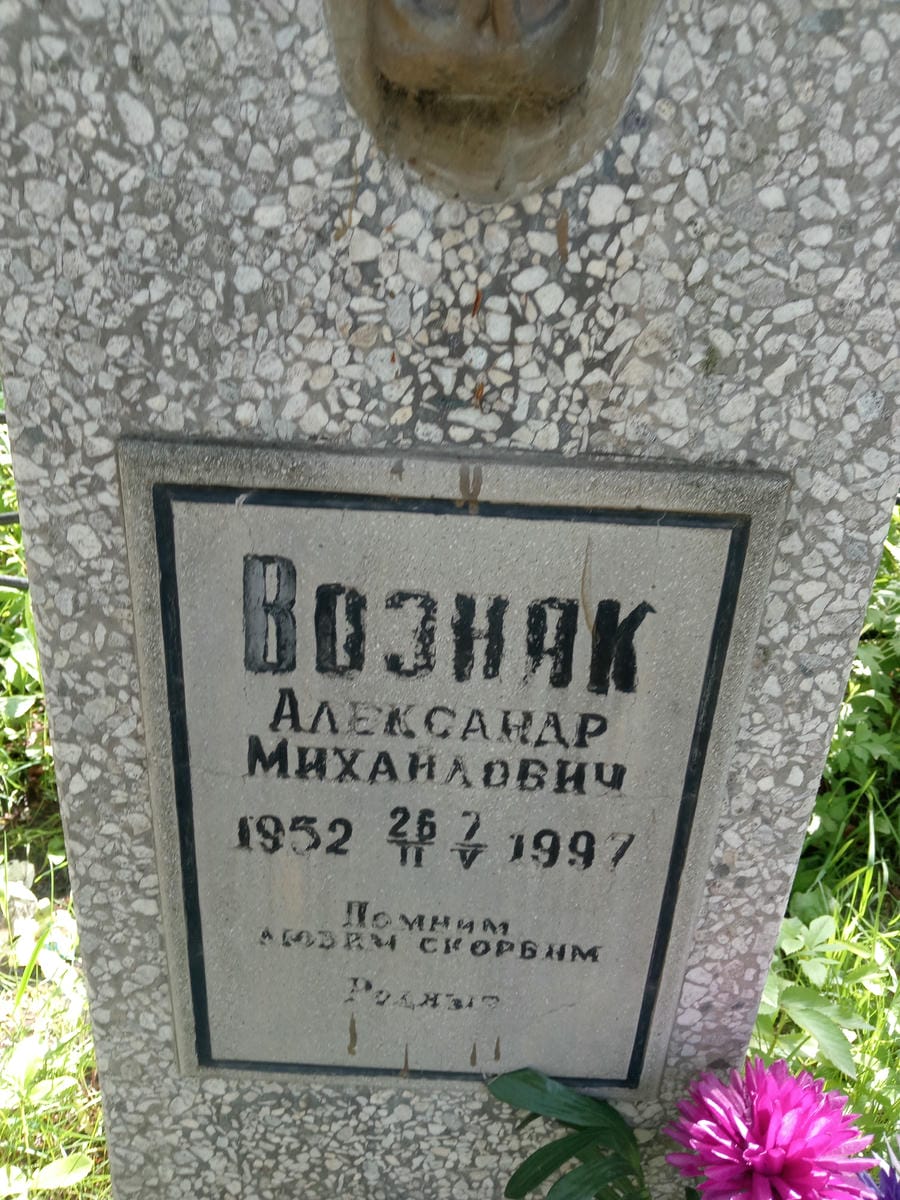 Возняк
Александр
Михайлович
1952 26/II 7/V 1997
Помним
любим скорбим
Родные